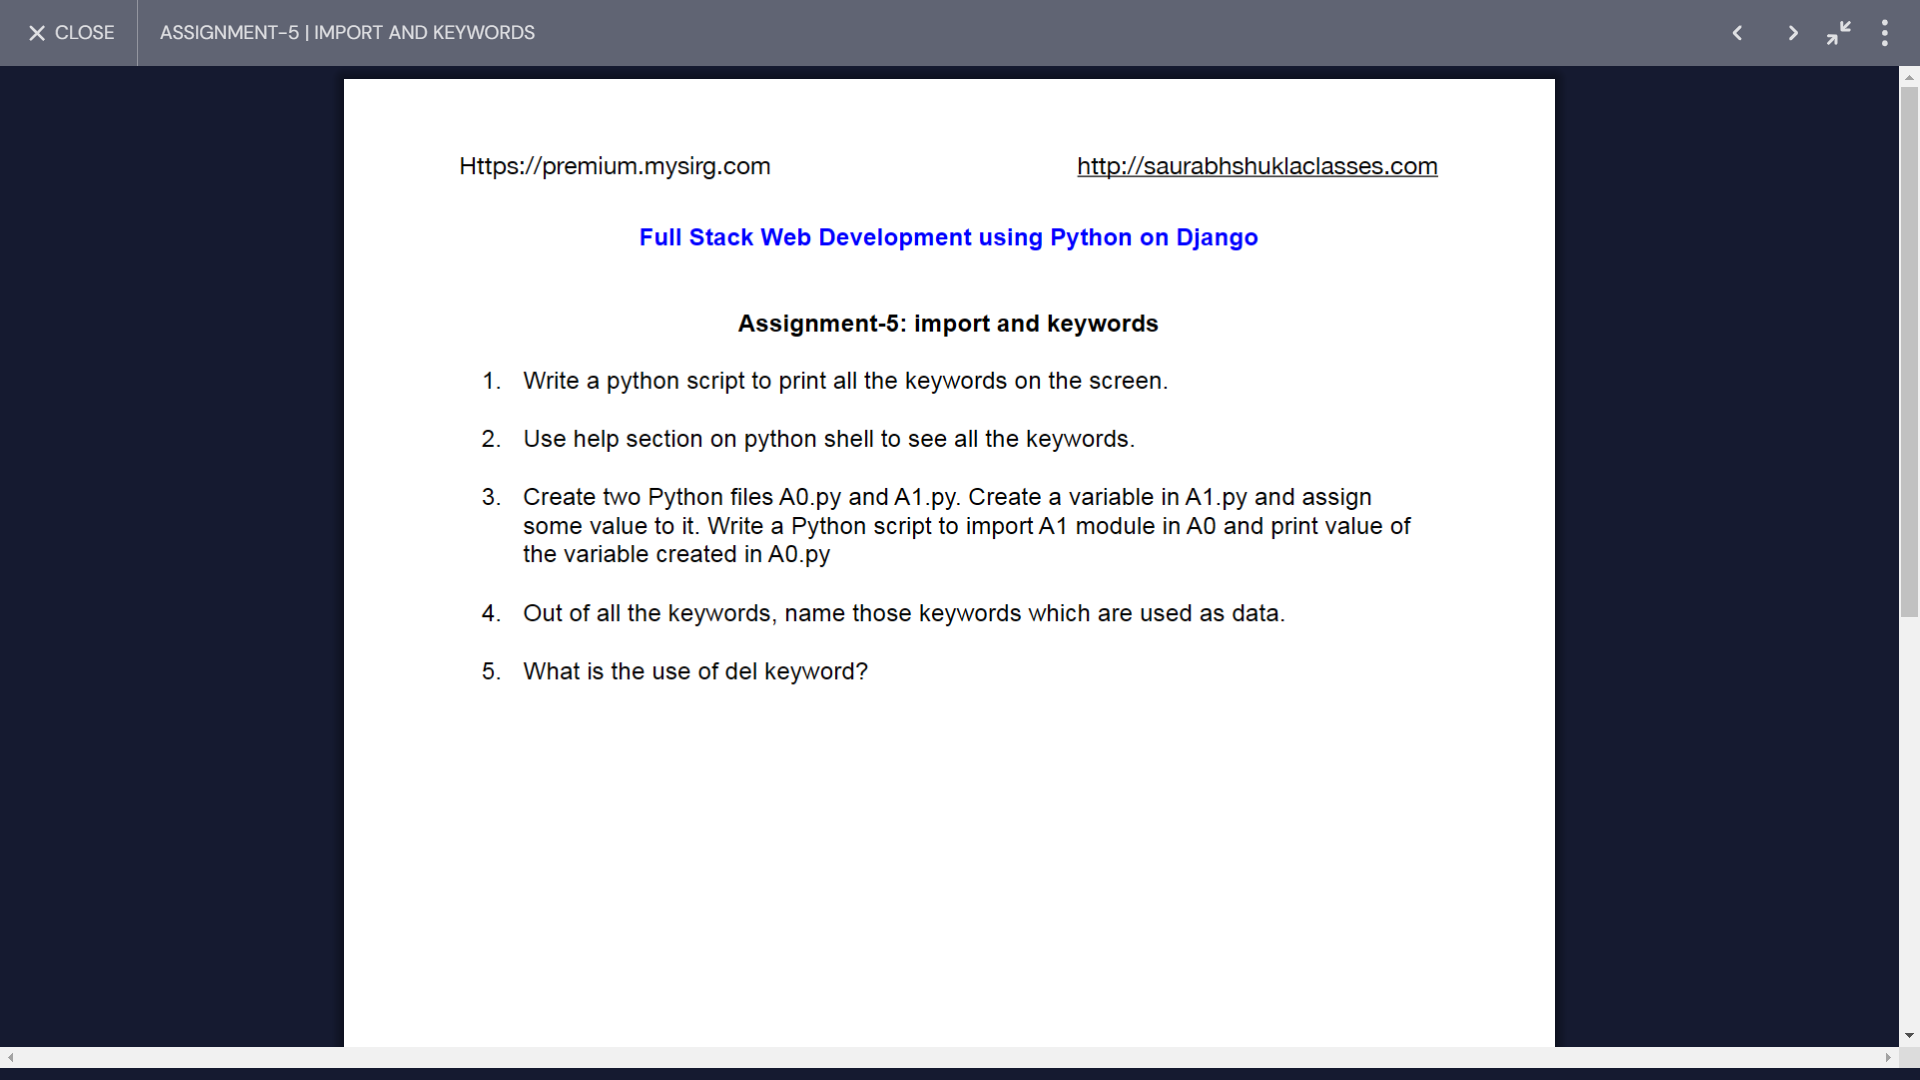 CLOSE
ASSIGNMENT-5 | IMPORT AND KEYWORDS
Https://premium.mysirg.com
http://saurabhshuklaclasses.com
Full Stack Web Development using Python on Django
Assignment-5: import and keywords
1. Write a python script to print all the keywords on the screen.
2. Use help section on python shell to see all the keywords.
3. Create two Python files A0.py and A1.py. Create a variable in A1.py and assign
some value to it. Write a Python script to import A1 module in A0 and print value of
the variable created in A0.py
4. Out of all the keywords, name those keywords which are used as data.
5. What is the use of del keyword?